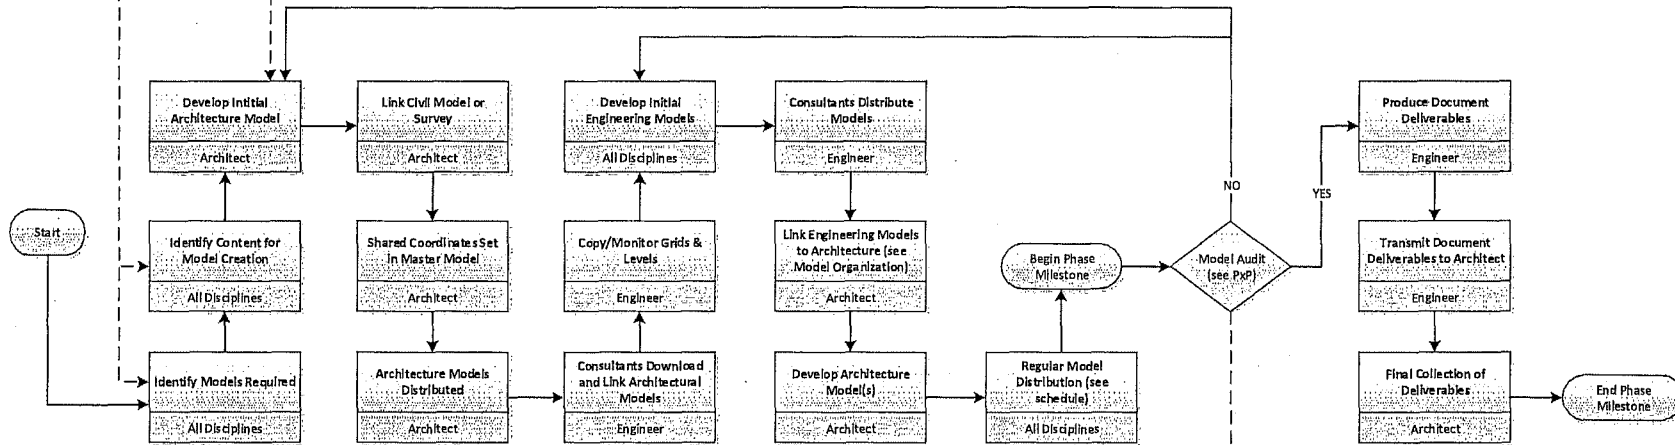 Start
Identify Models Required
All Disciplines
Identify Content for
Model Creation
All Disciplines
Develop Intitial
Architecture Model
Architect
Link Civil Model or
Survey
Architect
Shared Coordinates Set
in Master Model
Architect
Architecture Models
Distributed
Architect
Consultants Download
and Link Architectural
Models
Engineer
Copy/Monitor Grids &
Levels
Engineer
Develop Initial
Engineering Models
All Disciplines
Consultants Distribute
Models
Engineer
Link Engineering Models
to Architecture (see
Model Organization)
Architect
Develop Architecture
Model(s)
Architect
Regular Model
Distribution (see
schedule)
All Disciplines
Begin Phase
Milestone
Model Audit
(see PxP)
NO
YES
Produce Document
Deliverables
Engineer
Transmit Document
Deliverables to Architect
Engineer
Final Collection of
Deliverables
Architect
End Phase
Milestone